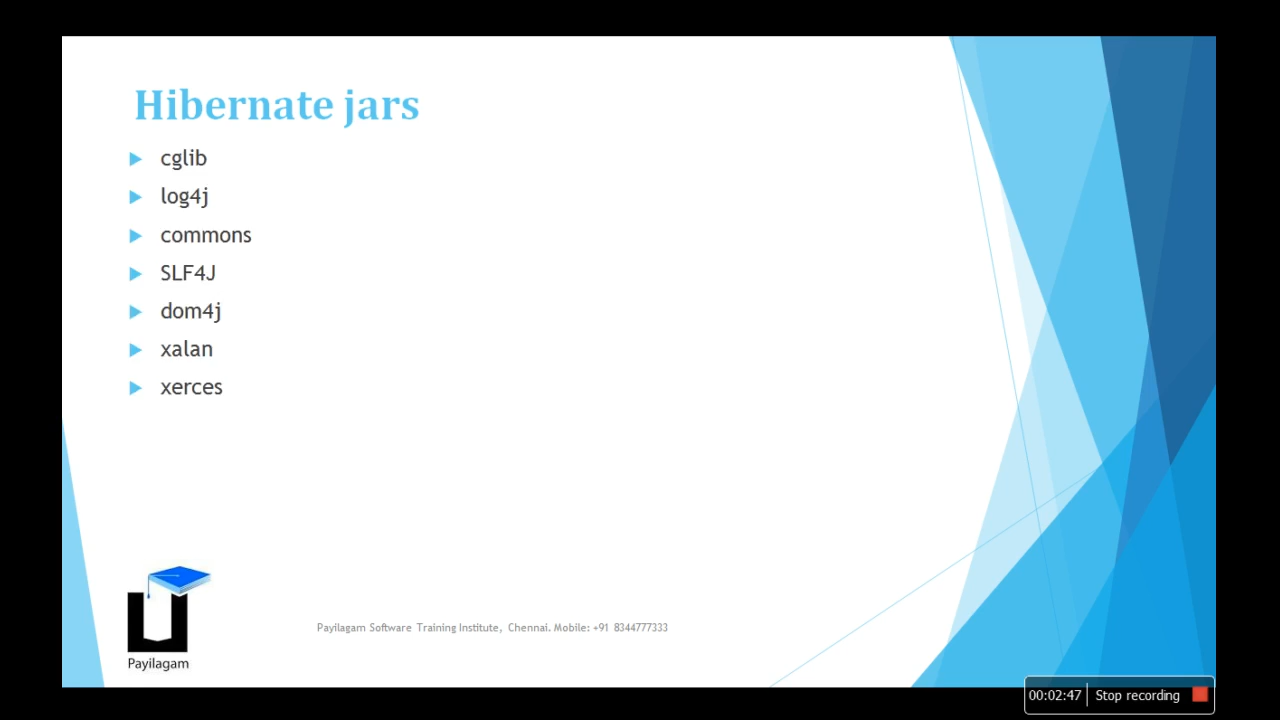 Hibernate jars
cglib
log4j
commons
SLF4J
dom4j
xalan
xerces
Payilagam Software Training Institute, Chennai. Mobile: +91 8344777333
Payilagam
00:02:47 Stop recording